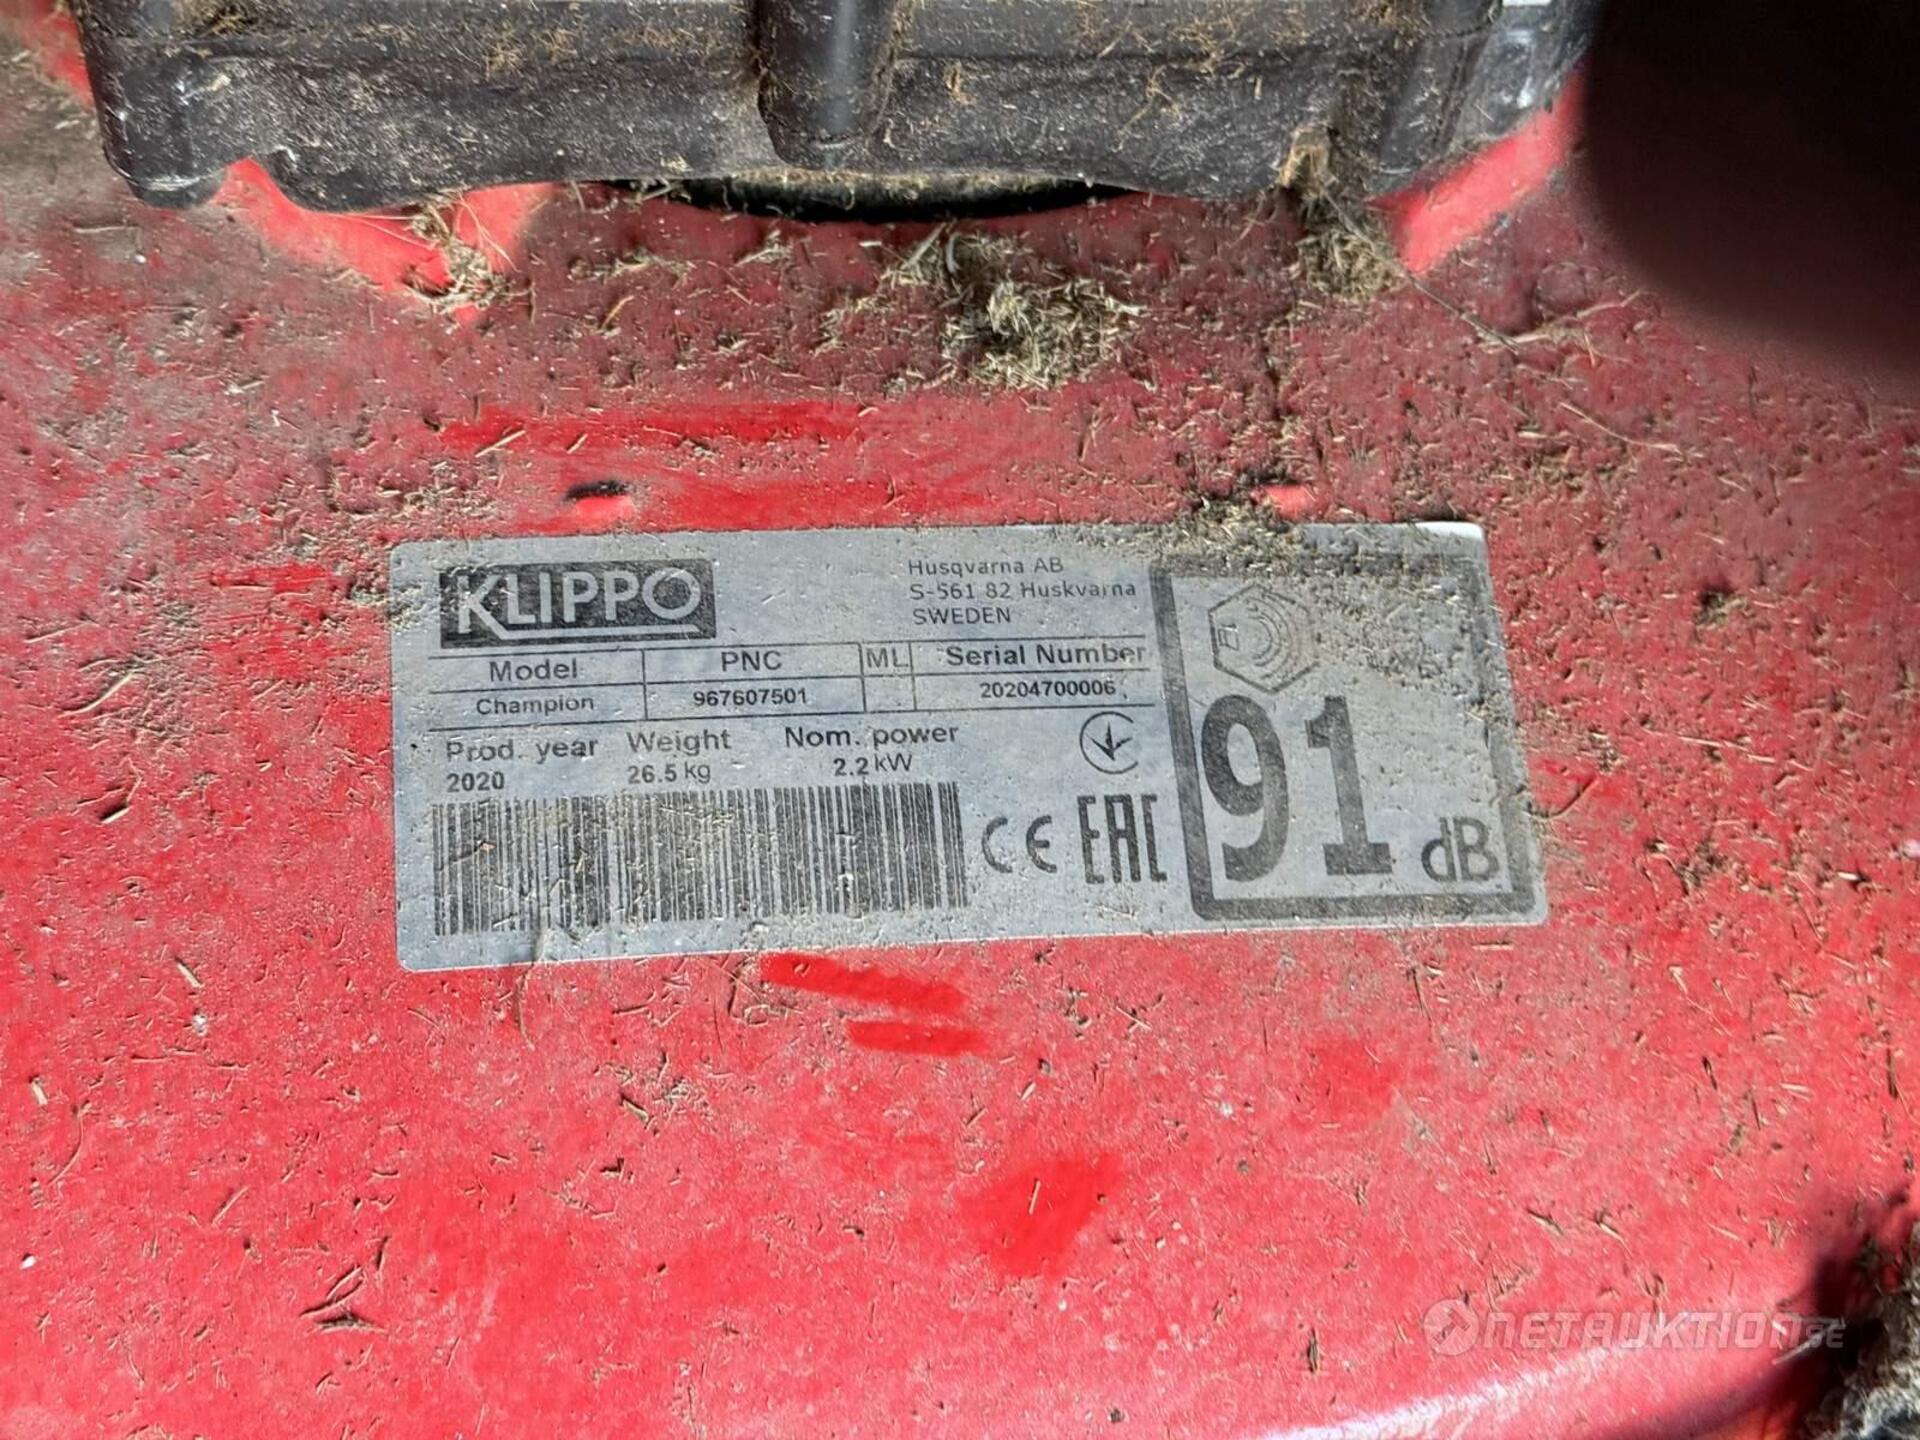 KLIPPO
Husqvarna AB
S-561 82 Huskvarna
SWEDEN
Model PNC ML Serial Number
Champion 967607501 20204700006
Prod. year Weight Nom. power
2020 26.5 kg 2.2 kW
CE EAC
91 dB
NETAUKTION.SE